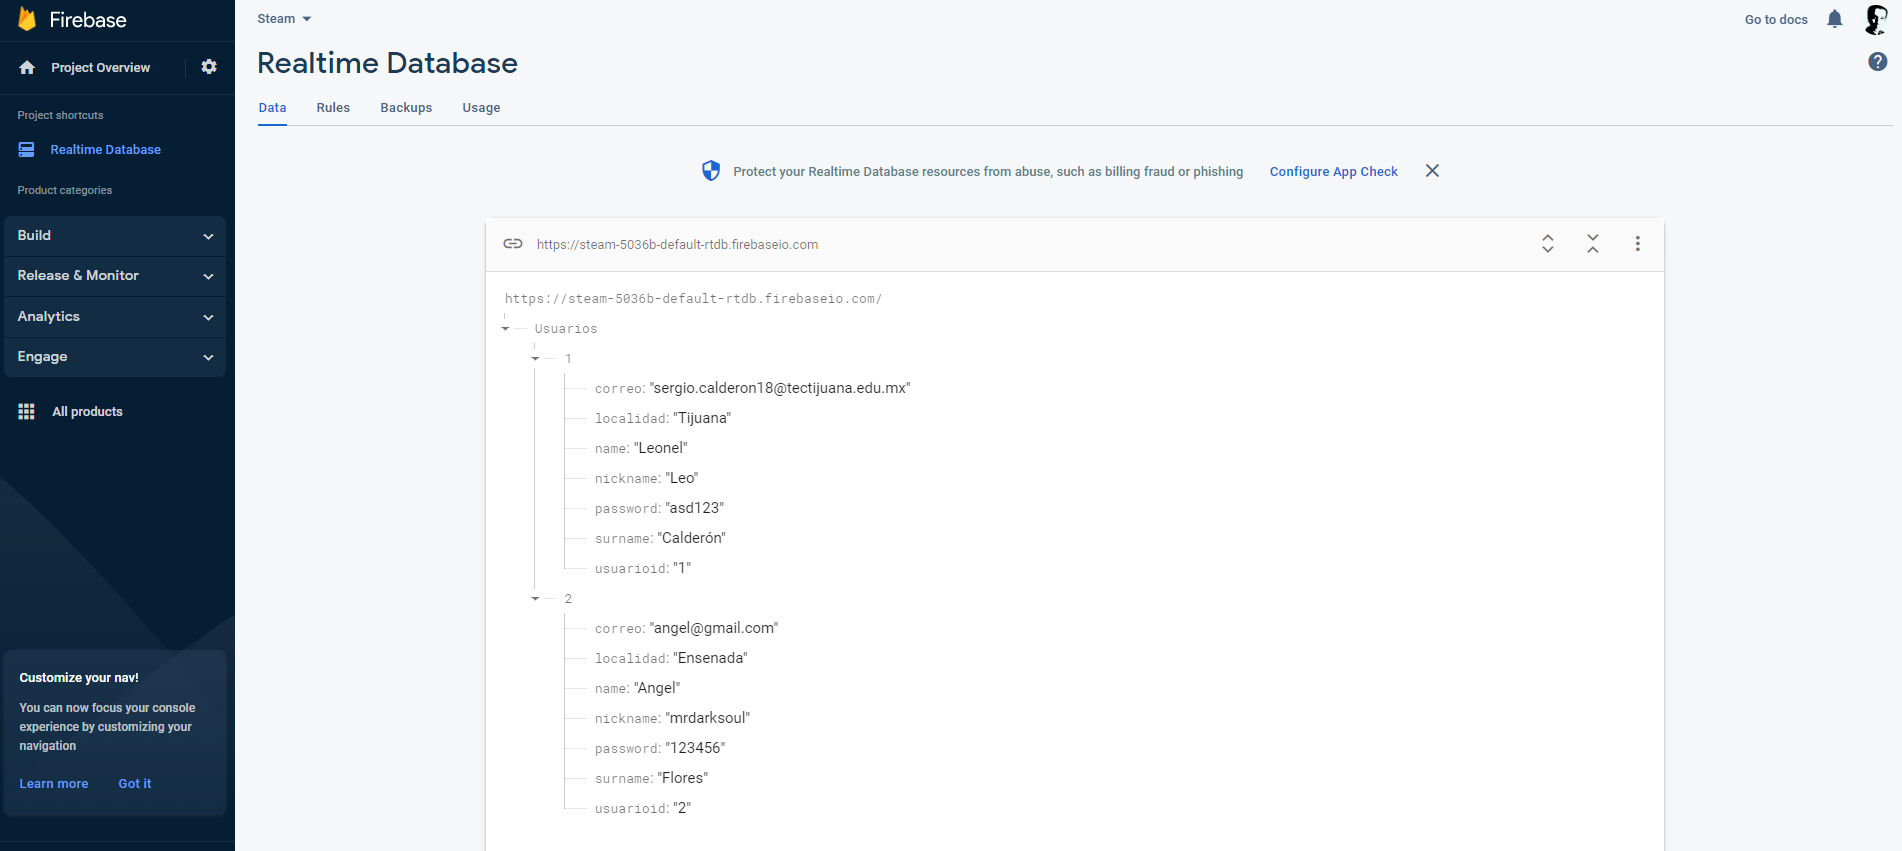 Firebase
Project Overview
Project shortcuts
Realtime Database
Product categories
Build
Release & Monitor
Analytics
Engage
All products
Customize your nav!
You can now focus your console
experience by customizing your
navigation
Learn more Got it
Steam
Go to docs
Realtime Database
Data Rules Backups Usage
Protect your Realtime Database resources from abuse, such as billing fraud or phishing Configure App Check
https://steam-5036b-default-rtdb.firebaseio.com
https://steam-5036b-default-rtdb.firebaseio.com/
Usuarios
1
correo: "sergio.calderon18@tectijuana.edu.mx"
localidad: "Tijuana"
name: "Leonel"
nickname: "Leo"
password: "asd123"
surname: "Calderón"
usuarioid: "1"
2
correo: "angel@gmail.com"
localidad: "Ensenada"
name: "Angel"
nickname: "mrdarksoul"
password: "123456"
surname: "Flores"
usuarioid: "2"